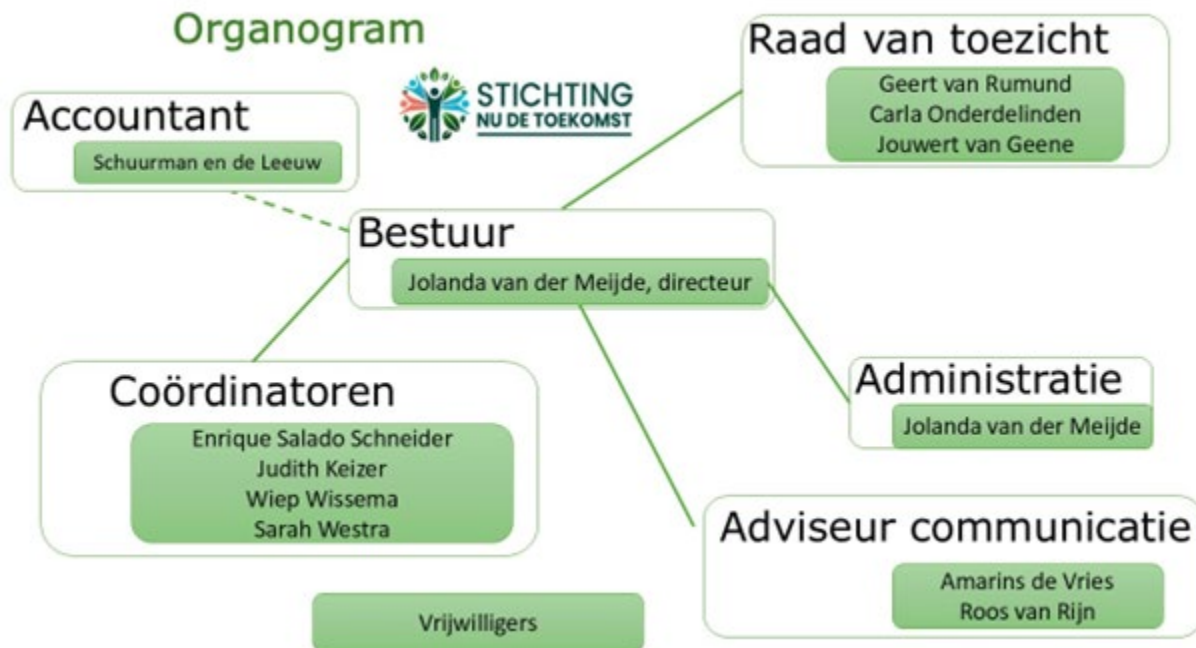 Organogram
STICHTING
NU DE TOEKOMST
Raad van toezicht
Geert van Rumund
Carla Onderdelinden
Jouwert van Geene
Accountant
Schuurman en de Leeuw
Bestuur
Jolanda van der Meijde, directeur
Coördinatoren
Enrique Salado Schneider
Judith Keizer
Wiep Wissema
Sarah Westra
Administratie
Jolanda van der Meijde
Adviseur communicatie
Amarins de Vries
Roos van Rijn
Vrijwilligers